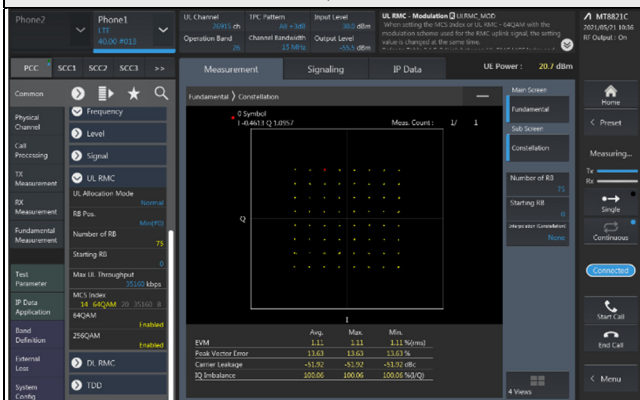 Phone2
Phone1
LTE
40.00 #013
UL Channel
26915 ch
TPC Pattern
Alt +3dB
Input Level
30.0 dBm
Operation Band
26
Channel Bandwidth
15 MHz
Output Level
-55.5 dBm
UL RMC - Modulation
ULRMC_MOD
When setting the MCS Index or UL RMC - 64QAM with the
modulation scheme used for the RMC uplink signal, the setting
value is changed at the same time.
MT8821C
2021/05/21 10:36
RF Output : On
PCC
SCC1
SCC2
SCC3
>>
Measurement
Signaling
IP Data
UE Power : 20.7 dBm
Common
Physical
Channel
Call
Processing
TX
Measurement
RX
Measurement
Fundamental
Measurement
Test
Parameter
IP Data
Application
Band
Definition
External
Loss
System
Config
Frequency
Level
Signal
UL RMC
UL Allocation Mode
Normal
RB Pos.
Min(#0)
Number of RB
75
Starting RB
0
Max UL Throughput
35160 kbps
MCS Index
14 64QAM 20 35160 8
64QAM
Enabled
256QAM
Enabled
DL RMC
TDD
Fundamental > Constellation
0 Symbol
I -0.4613 Q 1.0957
Meas. Count : 1/ 1
Q
I
Avg. Max. Min.
EVM 1.11 1.11 1.11 %(rms)
Peak Vector Error 13.63 13.63 13.63 %
Carrier Leakage -51.92 -51.92 -51.92 dBc
IQ Imbalance 100.06 100.06 100.06 %(I/Q)
Main Screen
Fundamental
Sub Screen
Constellation
Number of RB
75
Starting RB
0
Integration (Constellation)
None
4 Views
Home
< Preset
Measuring...
Tx
Rx
Single
Continuous
Connected
Start Call
End Call
< Menu